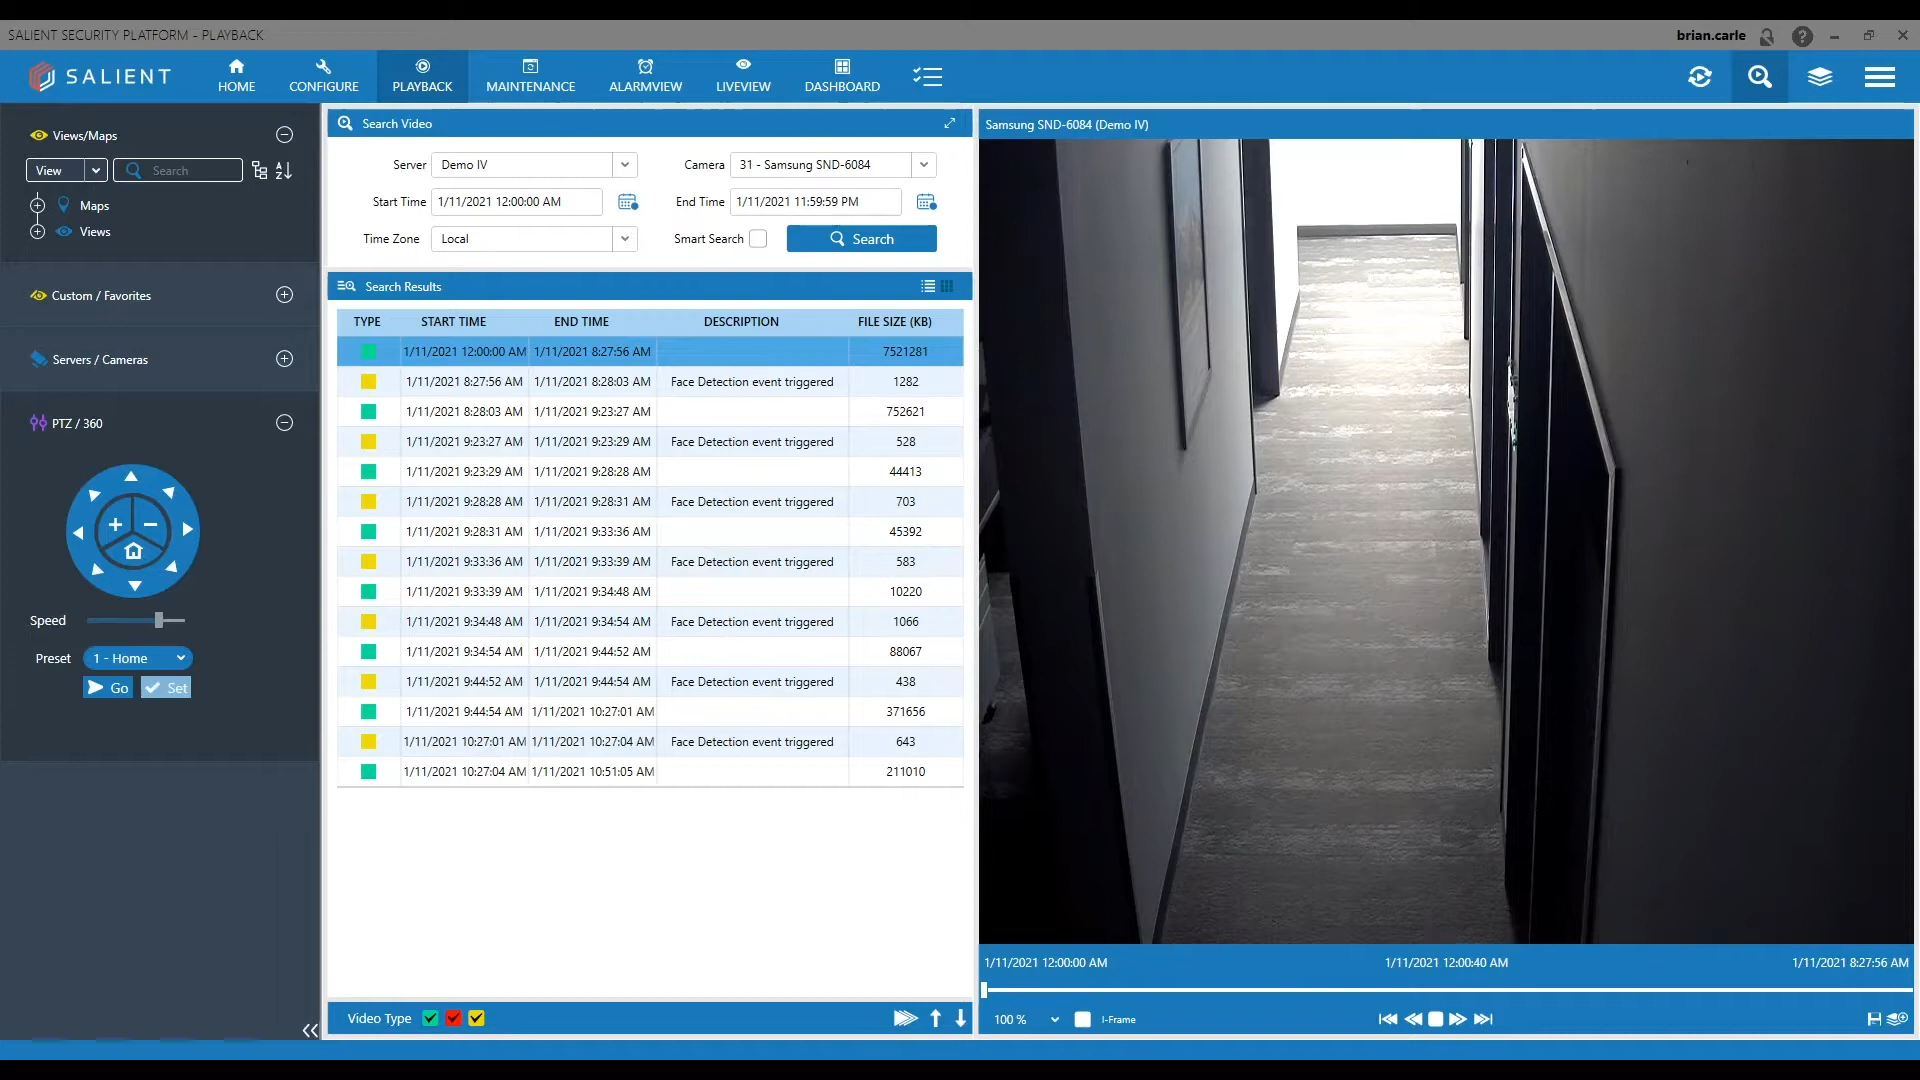 SALIENT SECURITY PLATFORM - PLAYBACK
brian.carle
SALIENT
HOME
CONFIGURE
PLAYBACK
MAINTENANCE
ALARMVIEW
LIVEVIEW
DASHBOARD
Views/Maps
View
Search
Maps
Views
Custom / Favorites
Servers / Cameras
PTZ / 360
Speed
Preset 1 - Home
Go
Set
Search Video
Server Demo IV
Camera 31 - Samsung SND-6084
Start Time 1/11/2021 12:00:00 AM
End Time 1/11/2021 11:59:59 PM
Time Zone Local
Smart Search
Search
Search Results
TYPE START TIME END TIME DESCRIPTION FILE SIZE (KB)
1/11/2021 12:00:00 AM 1/11/2021 8:27:56 AM 7521281
1/11/2021 8:27:56 AM 1/11/2021 8:28:03 AM Face Detection event triggered 1282
1/11/2021 8:28:03 AM 1/11/2021 9:23:27 AM 752621
1/11/2021 9:23:27 AM 1/11/2021 9:23:29 AM Face Detection event triggered 528
1/11/2021 9:23:29 AM 1/11/2021 9:28:28 AM 44413
1/11/2021 9:28:28 AM 1/11/2021 9:28:31 AM Face Detection event triggered 703
1/11/2021 9:28:31 AM 1/11/2021 9:33:36 AM 45392
1/11/2021 9:33:36 AM 1/11/2021 9:33:39 AM Face Detection event triggered 583
1/11/2021 9:33:39 AM 1/11/2021 9:34:48 AM 10220
1/11/2021 9:34:48 AM 1/11/2021 9:34:54 AM Face Detection event triggered 1066
1/11/2021 9:34:54 AM 1/11/2021 9:44:52 AM 88067
1/11/2021 9:44:52 AM 1/11/2021 9:44:54 AM Face Detection event triggered 438
1/11/2021 9:44:54 AM 1/11/2021 10:27:01 AM 371656
1/11/2021 10:27:01 AM 1/11/2021 10:27:04 AM Face Detection event triggered 643
1/11/2021 10:27:04 AM 1/11/2021 10:51:05 AM 211010
Video Type
Samsung SND-6084 (Demo IV)
1/11/2021 12:00:00 AM
1/11/2021 12:00:40 AM
1/11/2021 8:27:56 AM
100 %
I-Frame